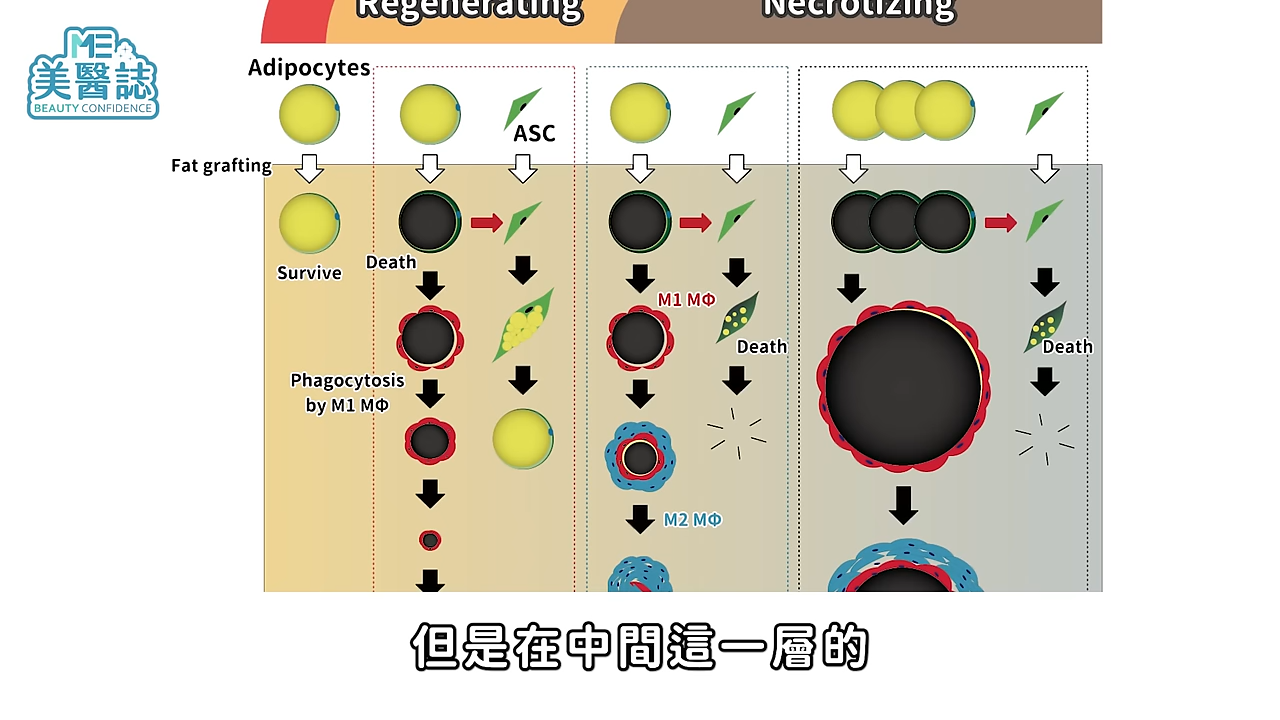 Regenerating
Necrotizing
ME
美醫誌
BEAUTY CONFIDENCE
Adipocytes
ASC
Fat grafting
Survive
Death
M1 MΦ
Death
Death
Phagocytosis
by M1 MΦ
M2 MΦ
但是在中間這一層的